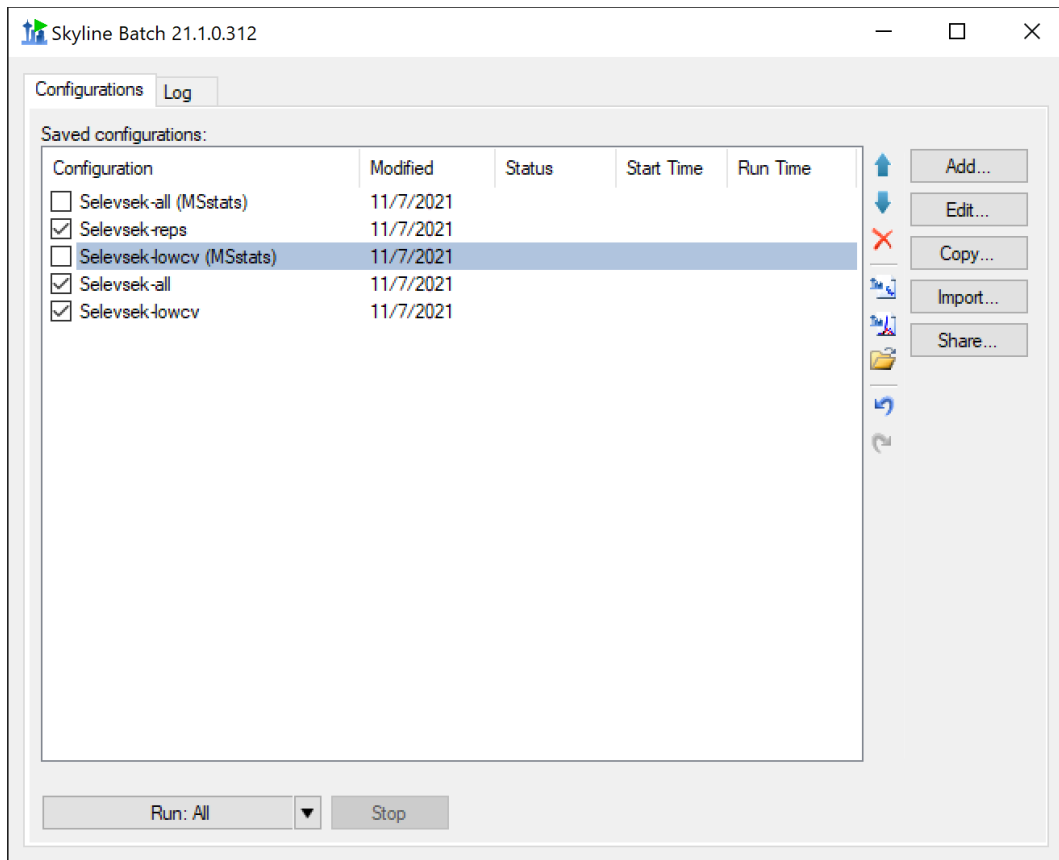 Skyline Batch 21.1.0.312
Configurations Log
Saved configurations:
Configuration Modified Status Start Time Run Time
Selevsek-all (MSstats) 11/7/2021
Selevsek-reps 11/7/2021
Selevsek-lowcv (MSstats) 11/7/2021
Selevsek-all 11/7/2021
Selevsek-lowcv 11/7/2021
Add...
Edit...
Copy...
Import...
Share...
Run: All Stop